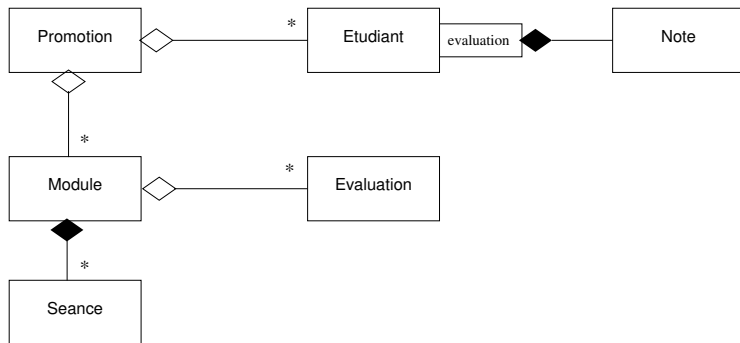 Promotion
*
Etudiant
evaluation
Note
*
Module
*
Evaluation
*
Seance